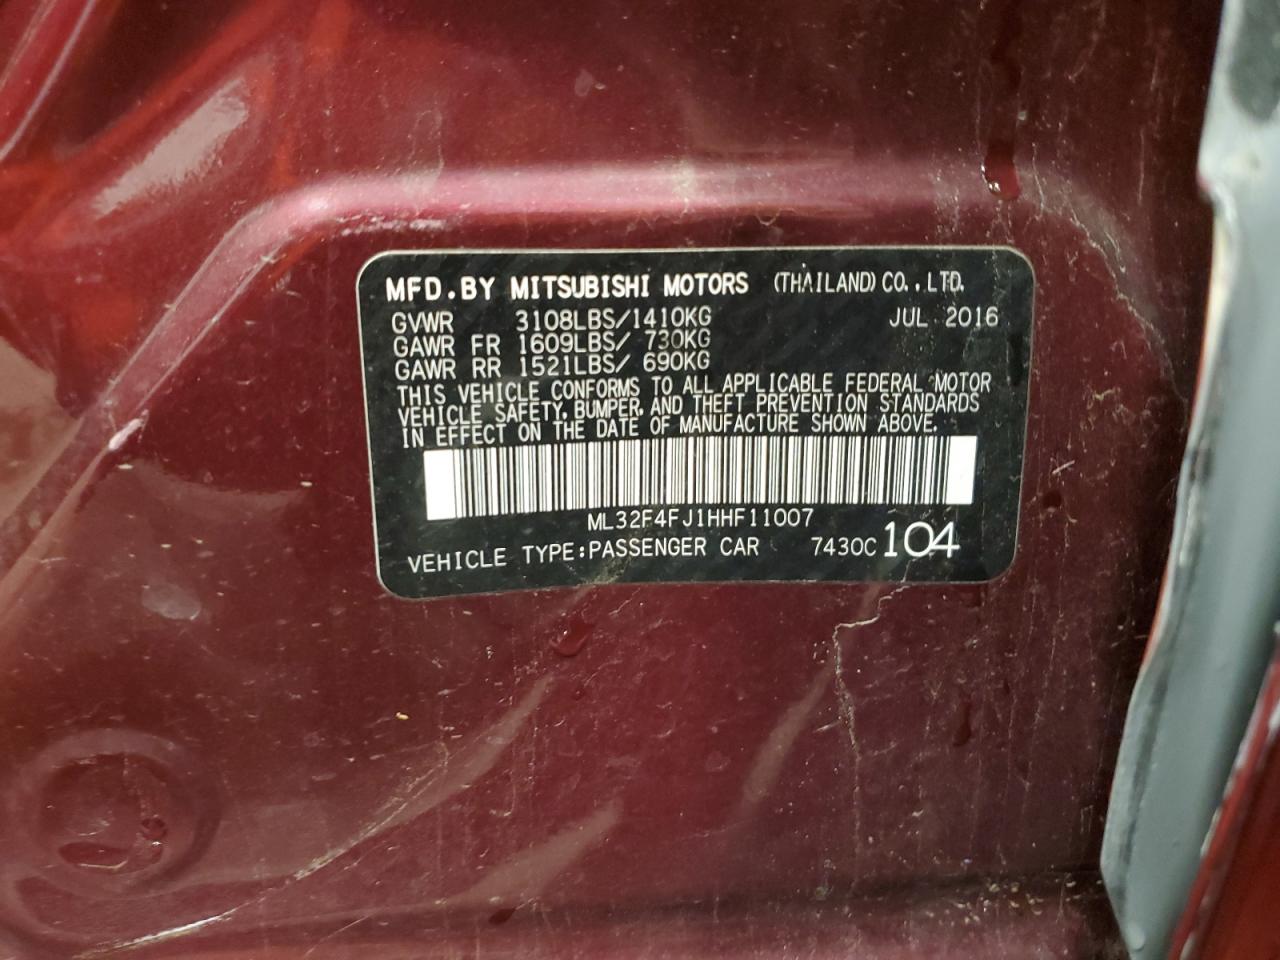 MFD.BY MITSUBISHI MOTORS (THAILAND) CO.,LTD.
GVWR 3108LBS/1410KG JUL 2016
GAWR FR 1609LBS/ 730KG
GAWR RR 1521LBS/ 690KG
THIS VEHICLE CONFORMS TO ALL APPLICABLE FEDERAL MOTOR
VEHICLE SAFETY, BUMPER, AND THEFT PREVENTION STANDARDS
IN EFFECT ON THE DATE OF MANUFACTURE SHOWN ABOVE.
ML32F4FJ1HHF11007
VEHICLE TYPE:PASSENGER CAR 7430C 104